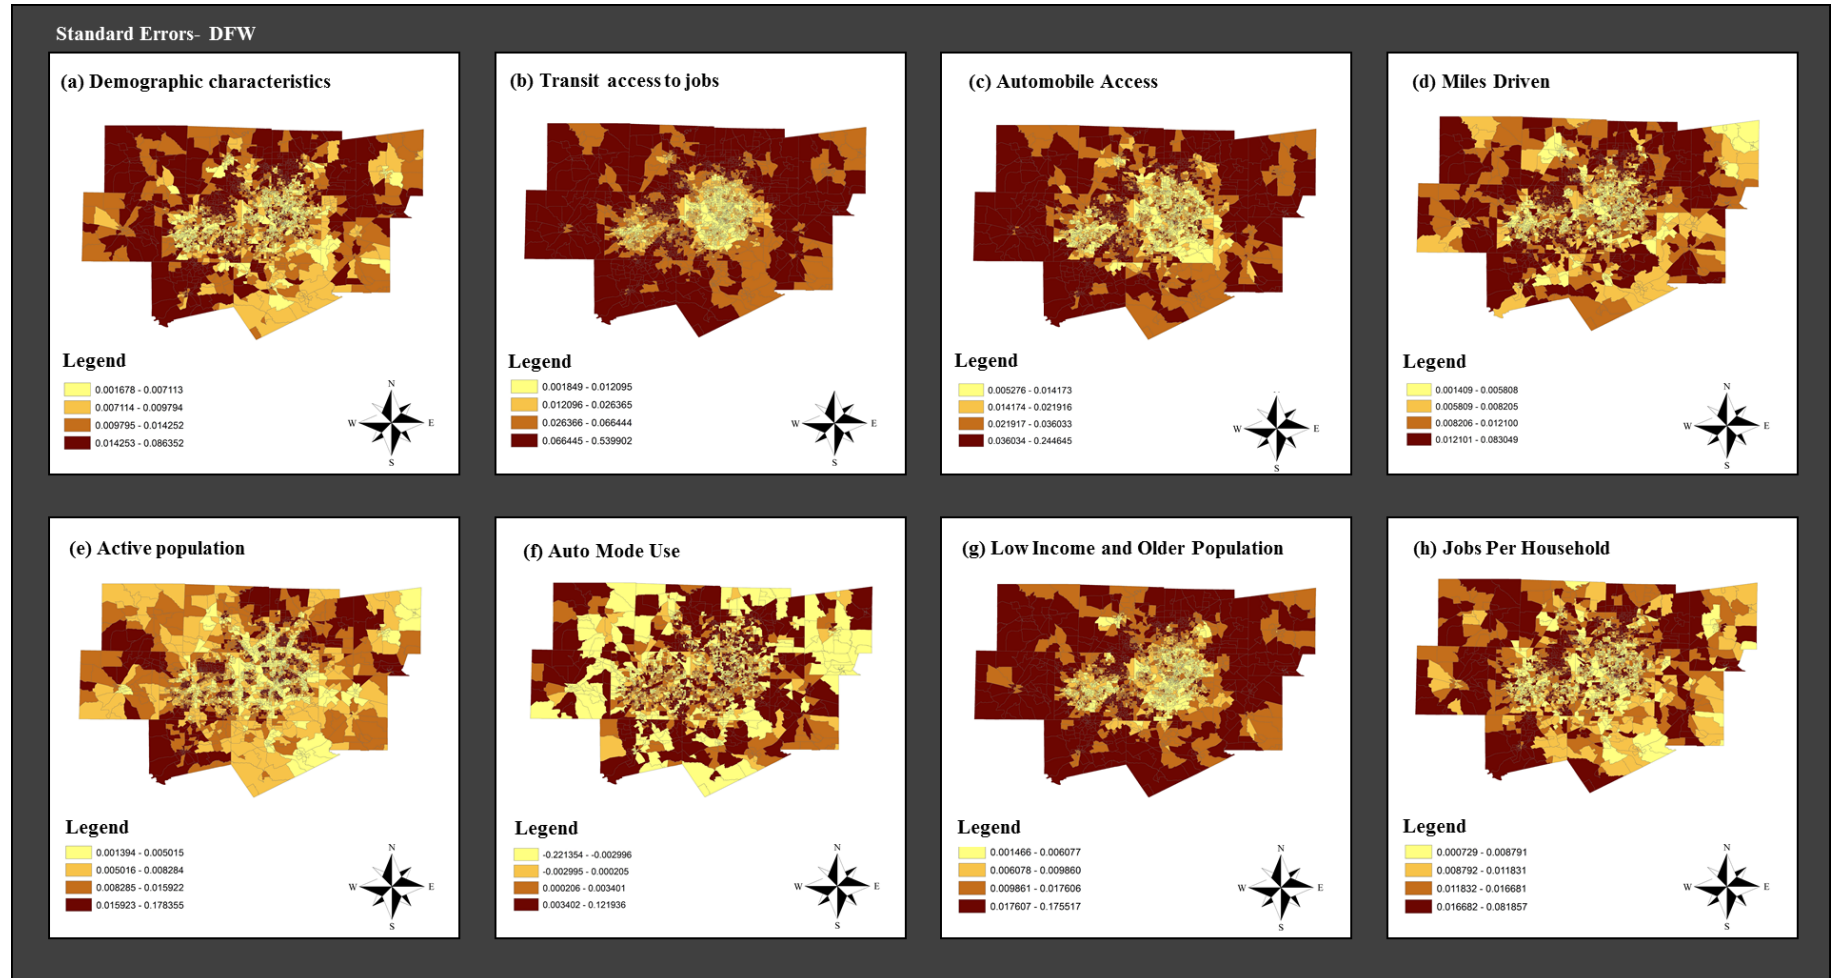 Standard Errors- DFW
(a) Demographic characteristics
Legend
0.001678 - 0.007113
0.007114 - 0.009794
0.009795 - 0.014252
0.014253 - 0.086352
N
W
E
S
(b) Transit access to jobs
Legend
0.001849 - 0.012095
0.012096 - 0.026365
0.026366 - 0.066444
0.066445 - 0.539902
W
E
S
(c) Automobile Access
Legend
0.005276 - 0.014173
0.014174 - 0.021916
0.021917 - 0.036033
0.036034 - 0.244645
W
E
S
(d) Miles Driven
Legend
0.001409 - 0.005808
0.005809 - 0.008205
0.008206 - 0.012100
0.012101 - 0.083049
N
W
E
S
(e) Active population
Legend
0.001394 - 0.005015
0.005016 - 0.008284
0.008285 - 0.015922
0.015923 - 0.178355
N
W
E
S
(f) Auto Mode Use
Legend
-0.221354 - -0.002996
-0.002995 - 0.000205
0.000206 - 0.003401
0.003402 - 0.121936
N
W
E
S
(g) Low Income and Older Population
Legend
0.001466 - 0.006077
0.006078 - 0.009860
0.009861 - 0.017606
0.017607 - 0.175517
N
W
E
S
(h) Jobs Per Household
Legend
0.000729 - 0.008791
0.008792 - 0.011831
0.011832 - 0.016681
0.016682 - 0.081857
N
W
E
S